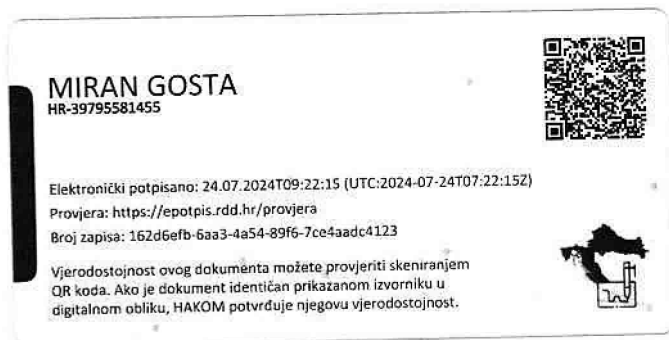 MIRAN GOSTA
HR-39795581455
Elektronički potpisano: 24.07.2024T09:22:15 (UTC:2024-07-24T07:22:15Z)
Provjera: https://epotpis.rdd.hr/provjera
Broj zapisa: 162d6efb-6aa3-4a54-89f6-7ce4aadc4123
Vjerodostojnost ovog dokumenta možete provjeriti skeniranjem
QR koda. Ako je dokument identičan prikazanom izvorniku u
digitalnom obliku, HAKOM potvrđuje njegovu vjerodostojnost.